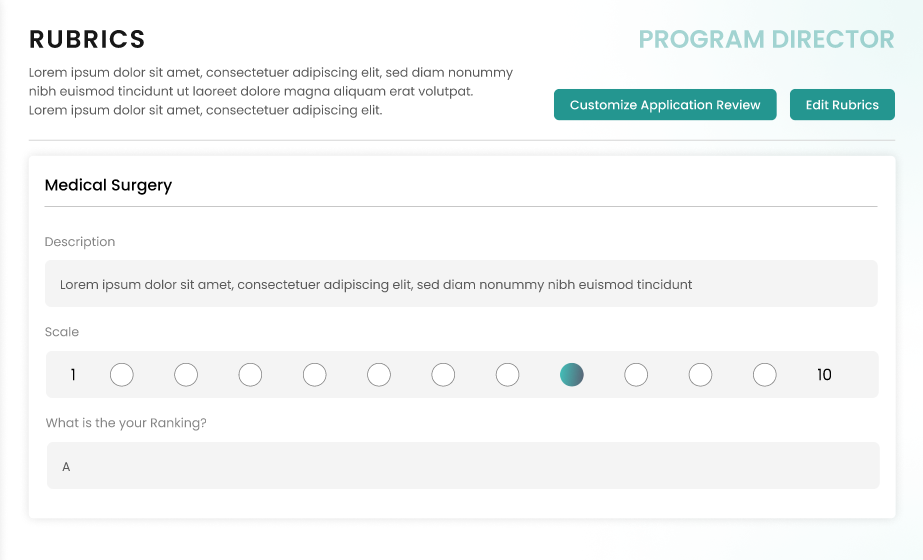 RUBRICS
PROGRAM DIRECTOR
Lorem ipsum dolor sit amet, consectetuer adipiscing elit, sed diam nonummy
nibh euismod tincidunt ut laoreet dolore magna aliquam erat volutpat.
Lorem ipsum dolor sit amet, consectetuer adipiscing elit.
Customize Application Review
Edit Rubrics
Medical Surgery
Description
Lorem ipsum dolor sit amet, consectetuer adipiscing elit, sed diam nonummy nibh euismod tincidunt
Scale
1 10
What is the your Ranking?
A